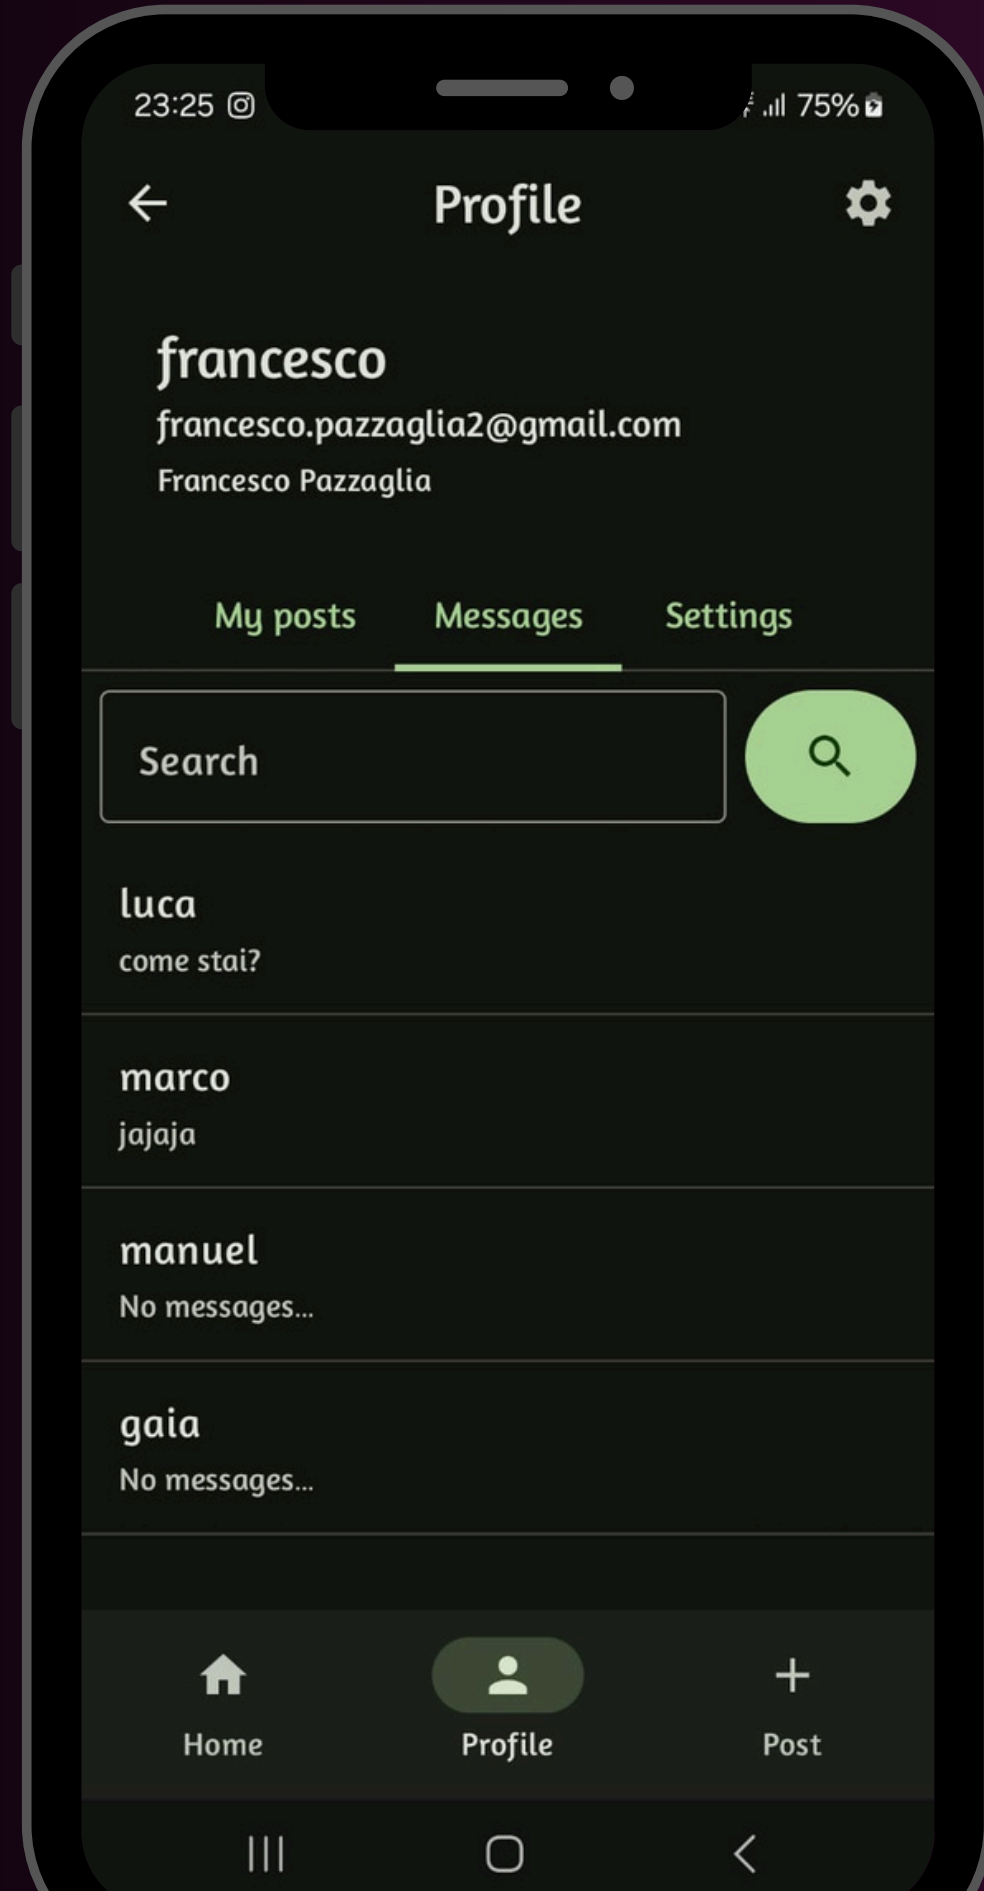 23:25 75%
Profile
francesco
francesco.pazzaglia2@gmail.com
Francesco Pazzaglia
My posts Messages Settings
Search
luca
come stai?
marco
jajaja
manuel
No messages...
gaia
No messages...
Home Profile Post